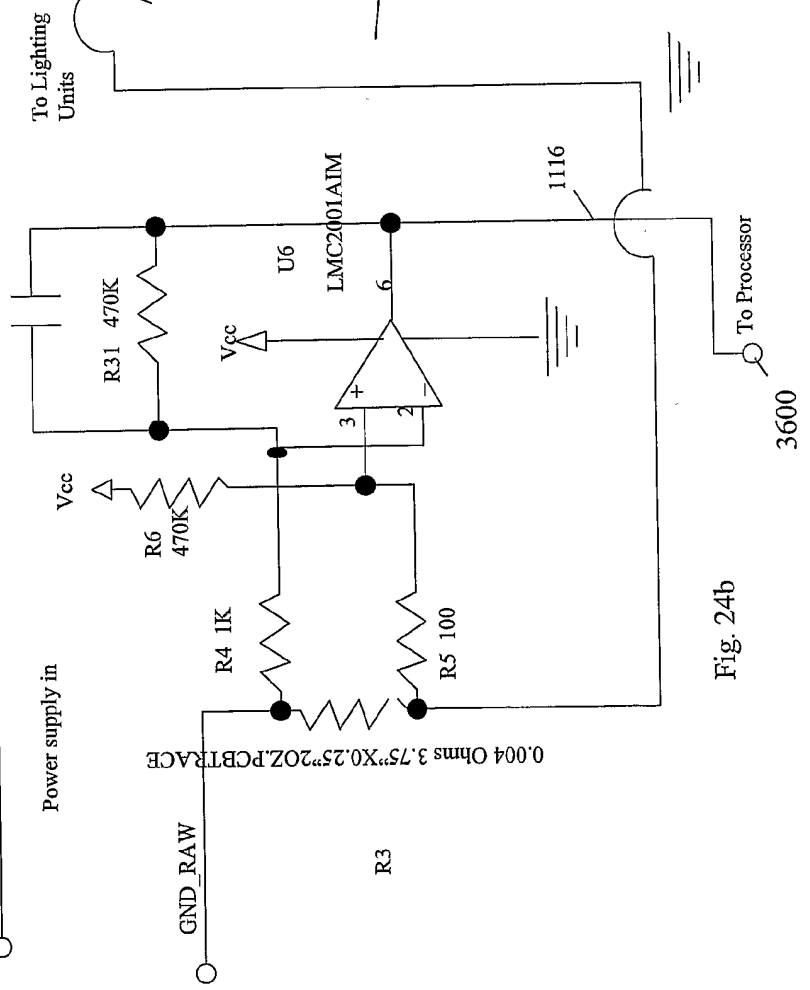 To Lighting
Units
1116
To Processor
3600
U6
LMC2001AIM
6
R31 470K
Vcc
3
+
2
−
Vcc
R6
470K
R4 1K
R5 100
Power supply in
0.004 Ohms 3.75"X0.25"2OZ.PCBTRACE
GND_RAW
R3
Fig. 24b